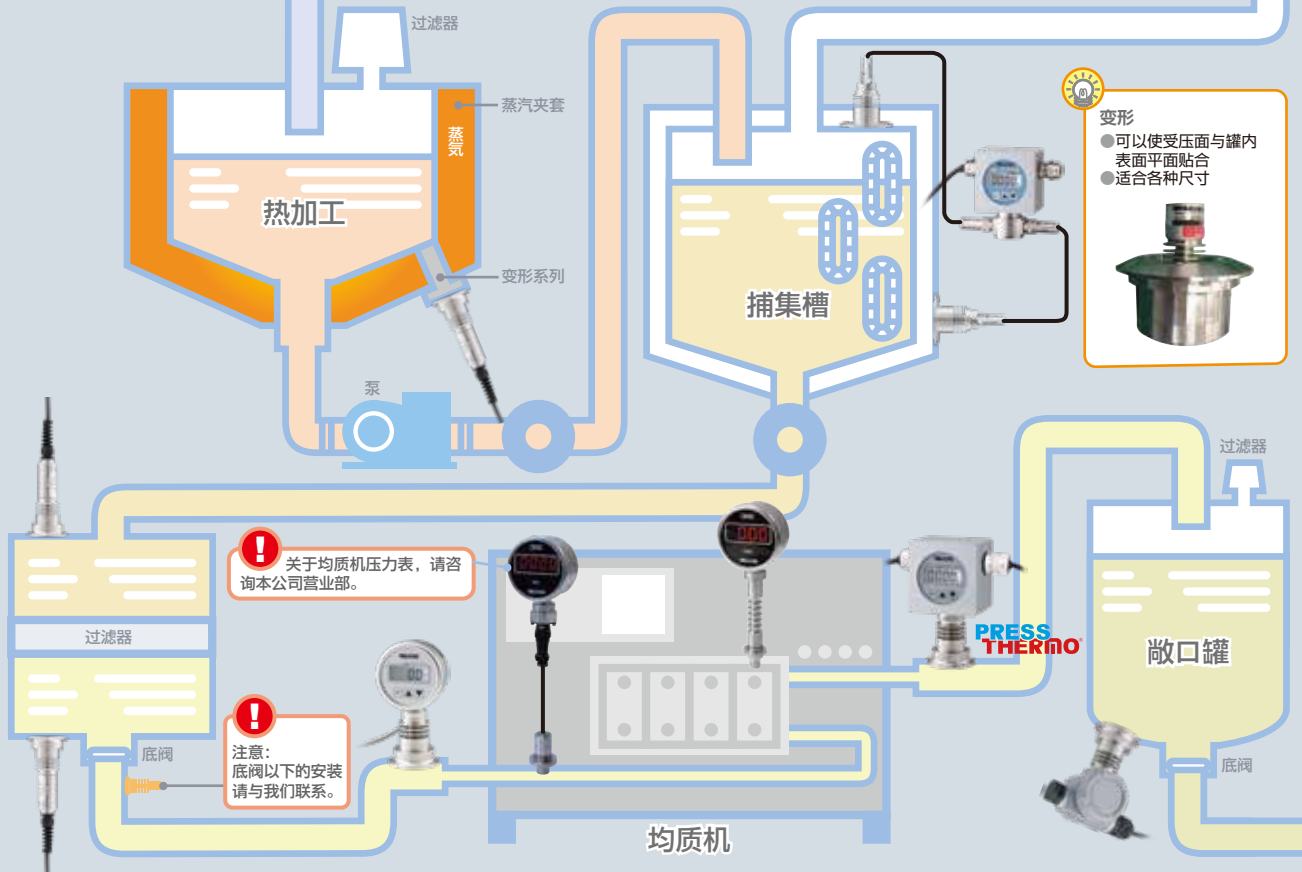 过滤器
蒸汽夹套
蒸気
热加工
变形系列
泵
捕集槽
变形
●可以使受压面与罐内
表面平面贴合
●适合各种尺寸
过滤器
关于均质机压力表，请咨
询本公司营业部。
过滤器
PRESS
THERMO®
敞口罐
注意：
底阀以下的安装
请与我们联系。
底阀
底阀
均质机